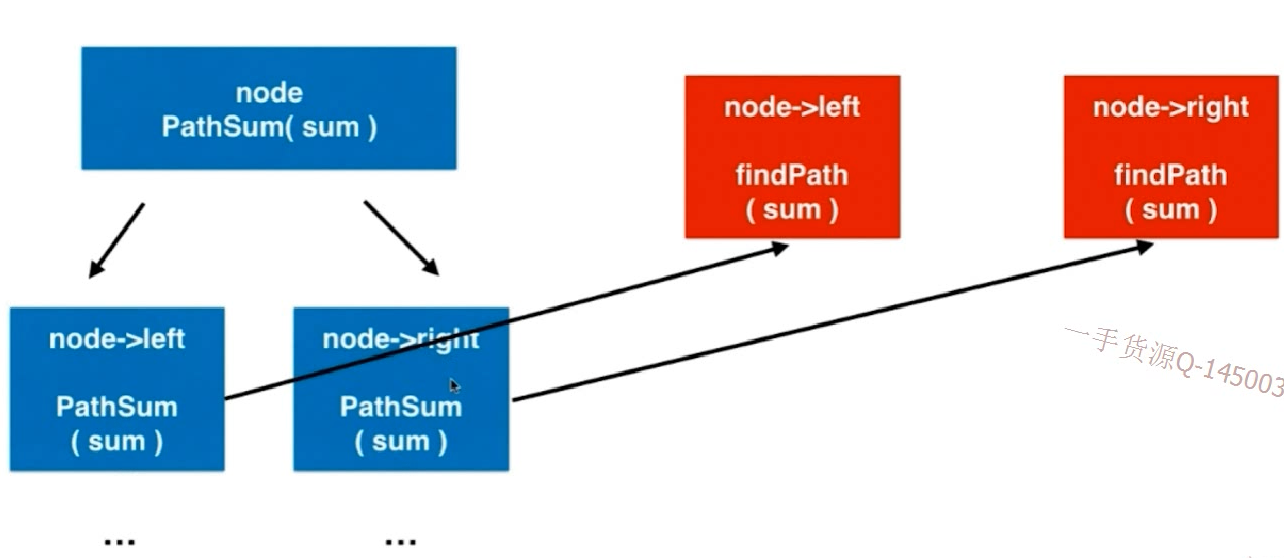 node
PathSum( sum )
node->left
findPath
( sum )
node->right
findPath
( sum )
node->left
PathSum
( sum )
node->right
PathSum
( sum )
一手货源Q-145003
...
...